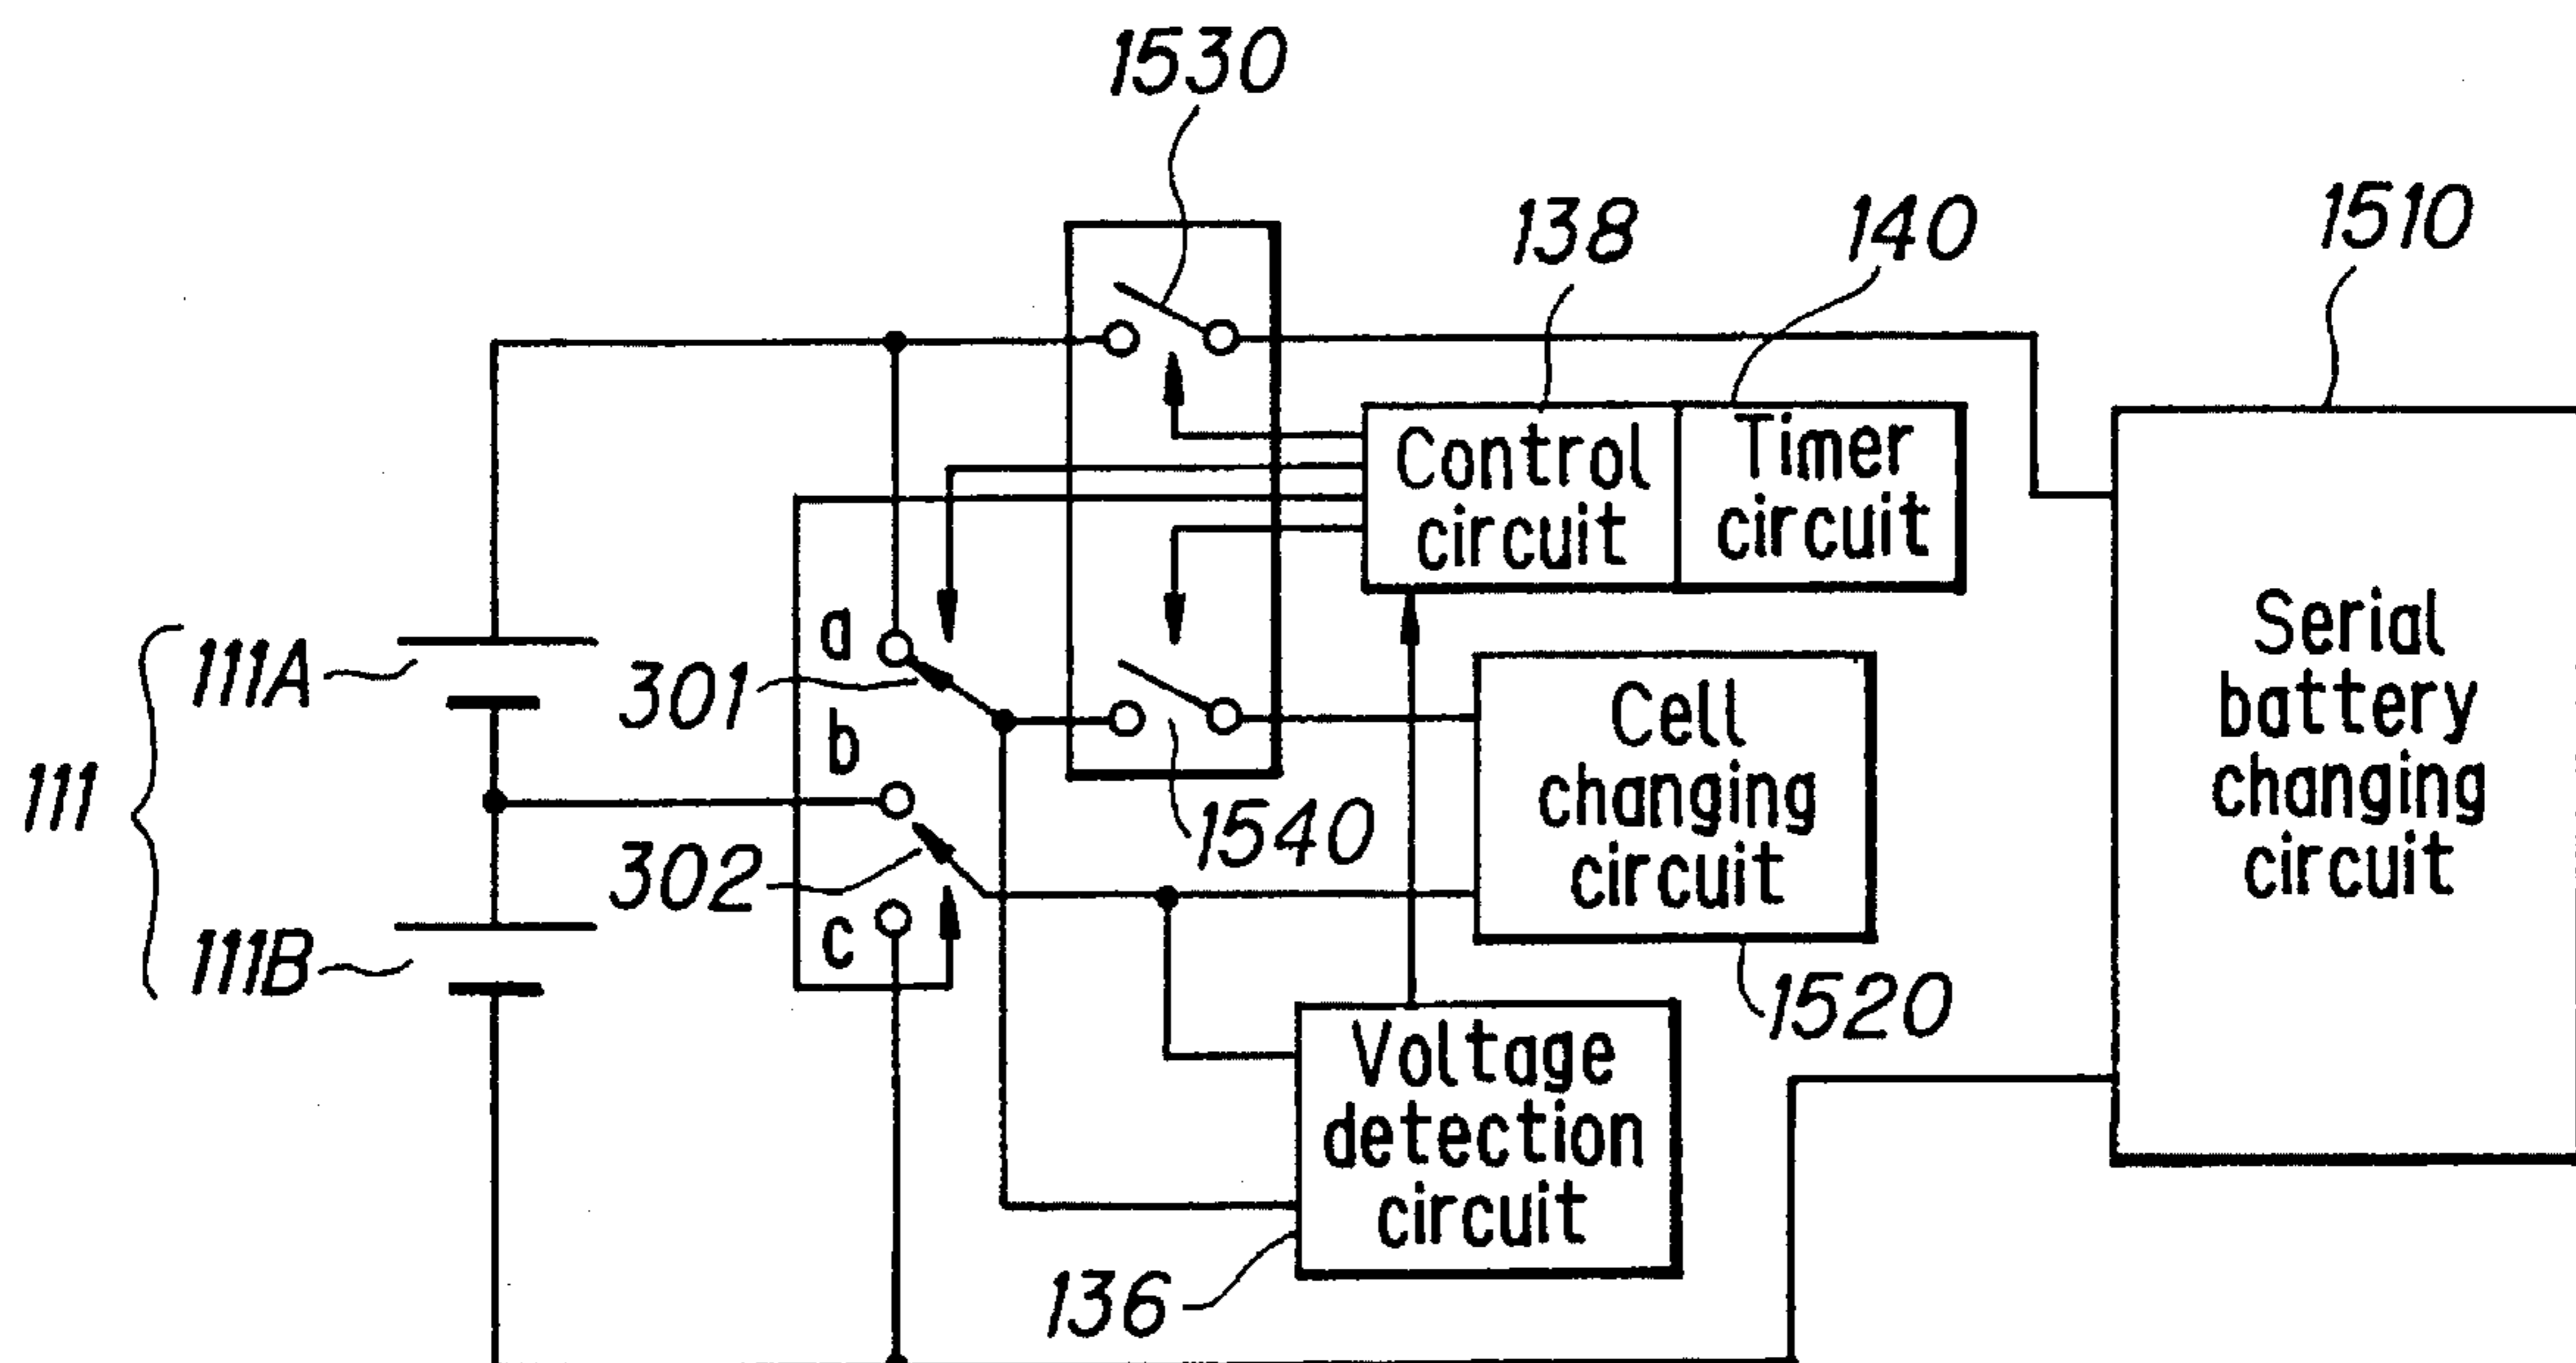 1530
138
140
1510
Control
circuit
Timer
circuit
111
111A
111B
a
b
c
301
302
1540
Cell
changing
circuit
1520
Voltage
detection
circuit
136
Serial
battery
changing
circuit